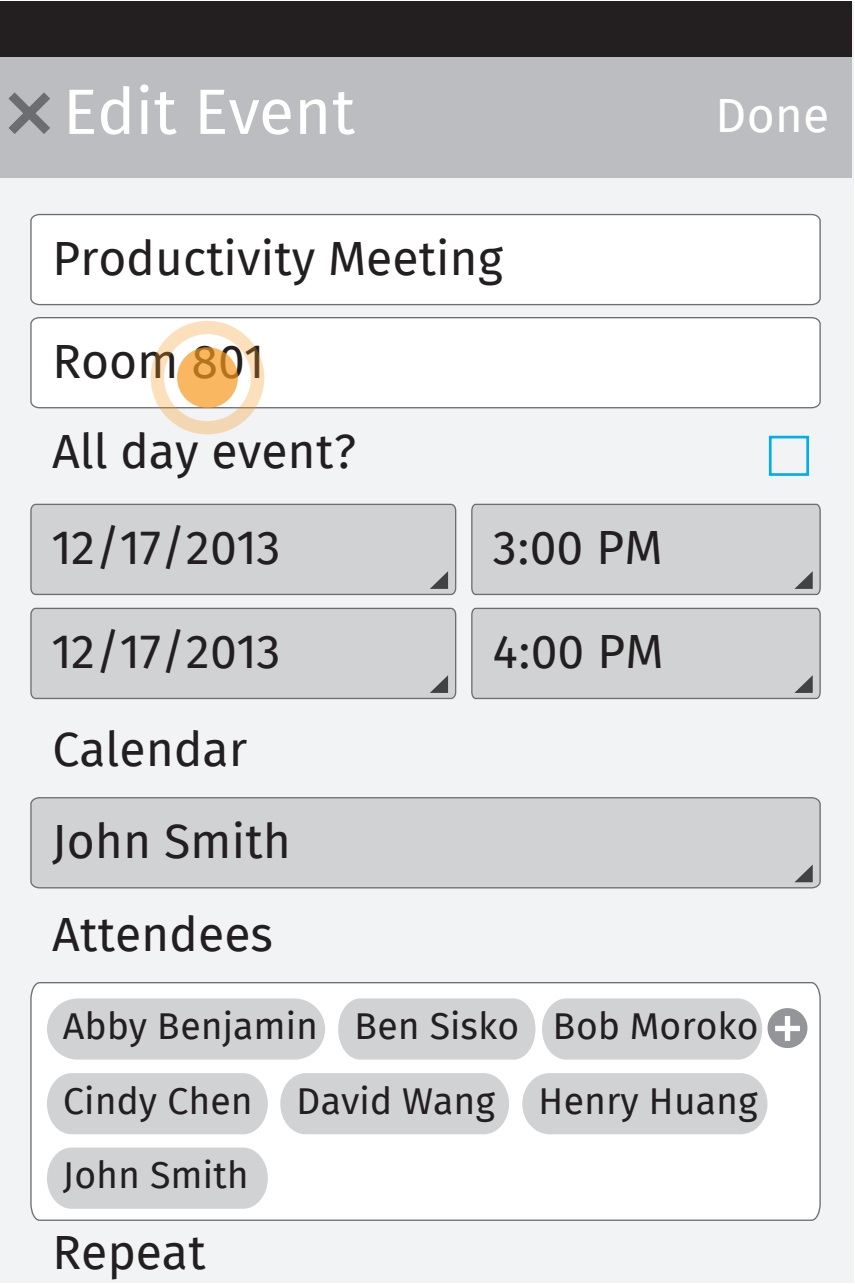 Edit Event Done
Productivity Meeting
Room 801
All day event?
12/17/2013 3:00 PM
12/17/2013 4:00 PM
Calendar
John Smith
Attendees
Abby Benjamin Ben Sisko Bob Moroko
Cindy Chen David Wang Henry Huang
John Smith
Repeat